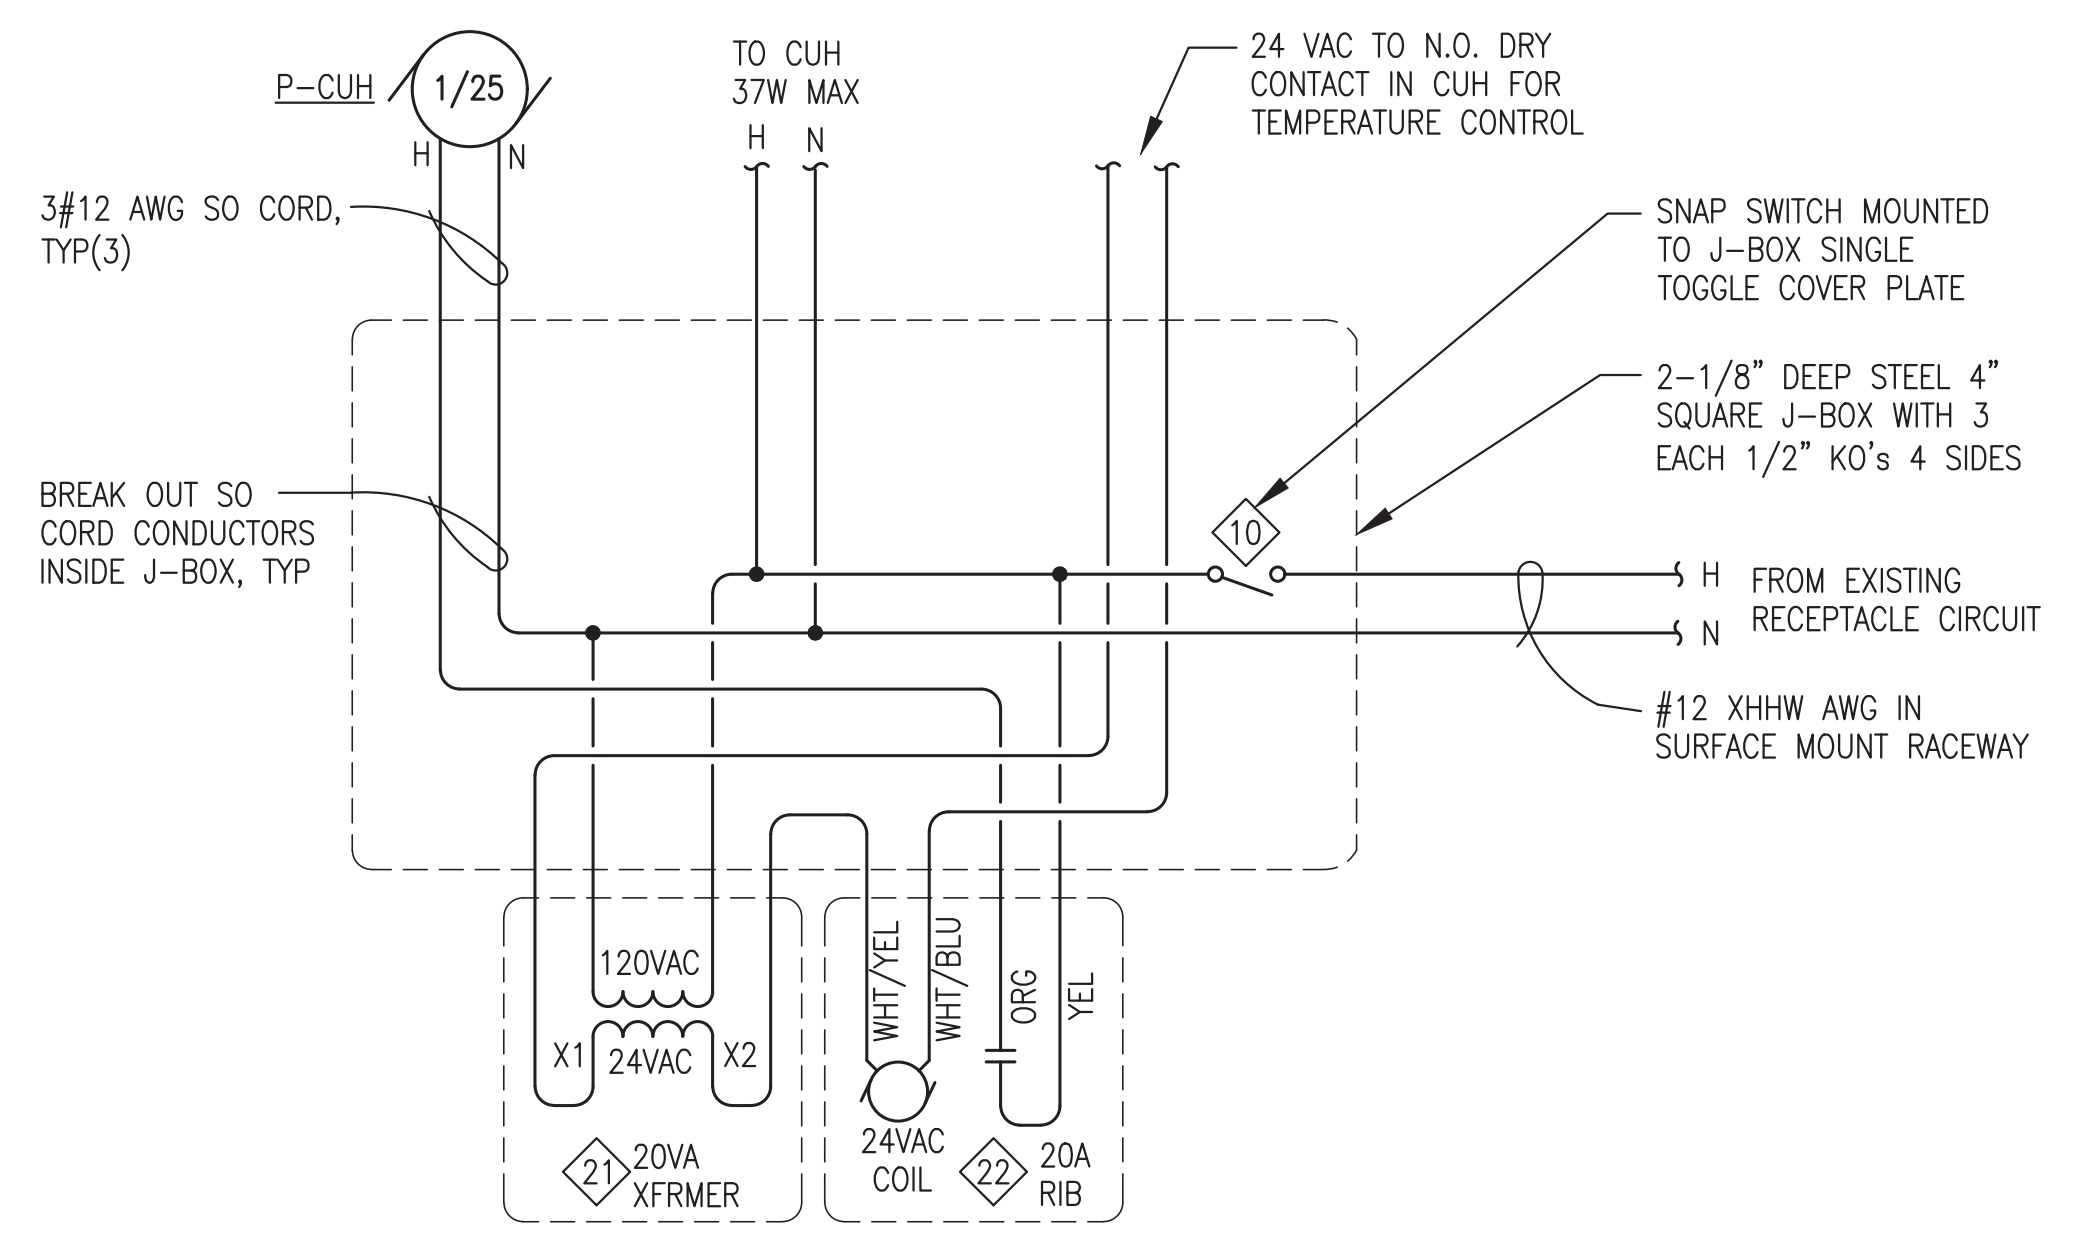 P-CUH
1/25
H
N
TO CUH
37W MAX
H
N
24 VAC TO N.O. DRY
CONTACT IN CUH FOR
TEMPERATURE CONTROL
3#12 AWG SO CORD,
TYP(3)
SNAP SWITCH MOUNTED
TO J-BOX SINGLE
TOGGLE COVER PLATE
2-1/8" DEEP STEEL 4"
SQUARE J-BOX WITH 3
EACH 1/2" KO's 4 SIDES
BREAK OUT SO
CORD CONDUCTORS
INSIDE J-BOX, TYP
10
H
N
FROM EXISTING
RECEPTACLE CIRCUIT
#12 XHHW AWG IN
SURFACE MOUNT RACEWAY
120VAC
X1
24VAC
X2
21
20VA
XFRMER
WHT/YEL
WHT/BLU
ORG
YEL
24VAC
COIL
22
20A
RIB